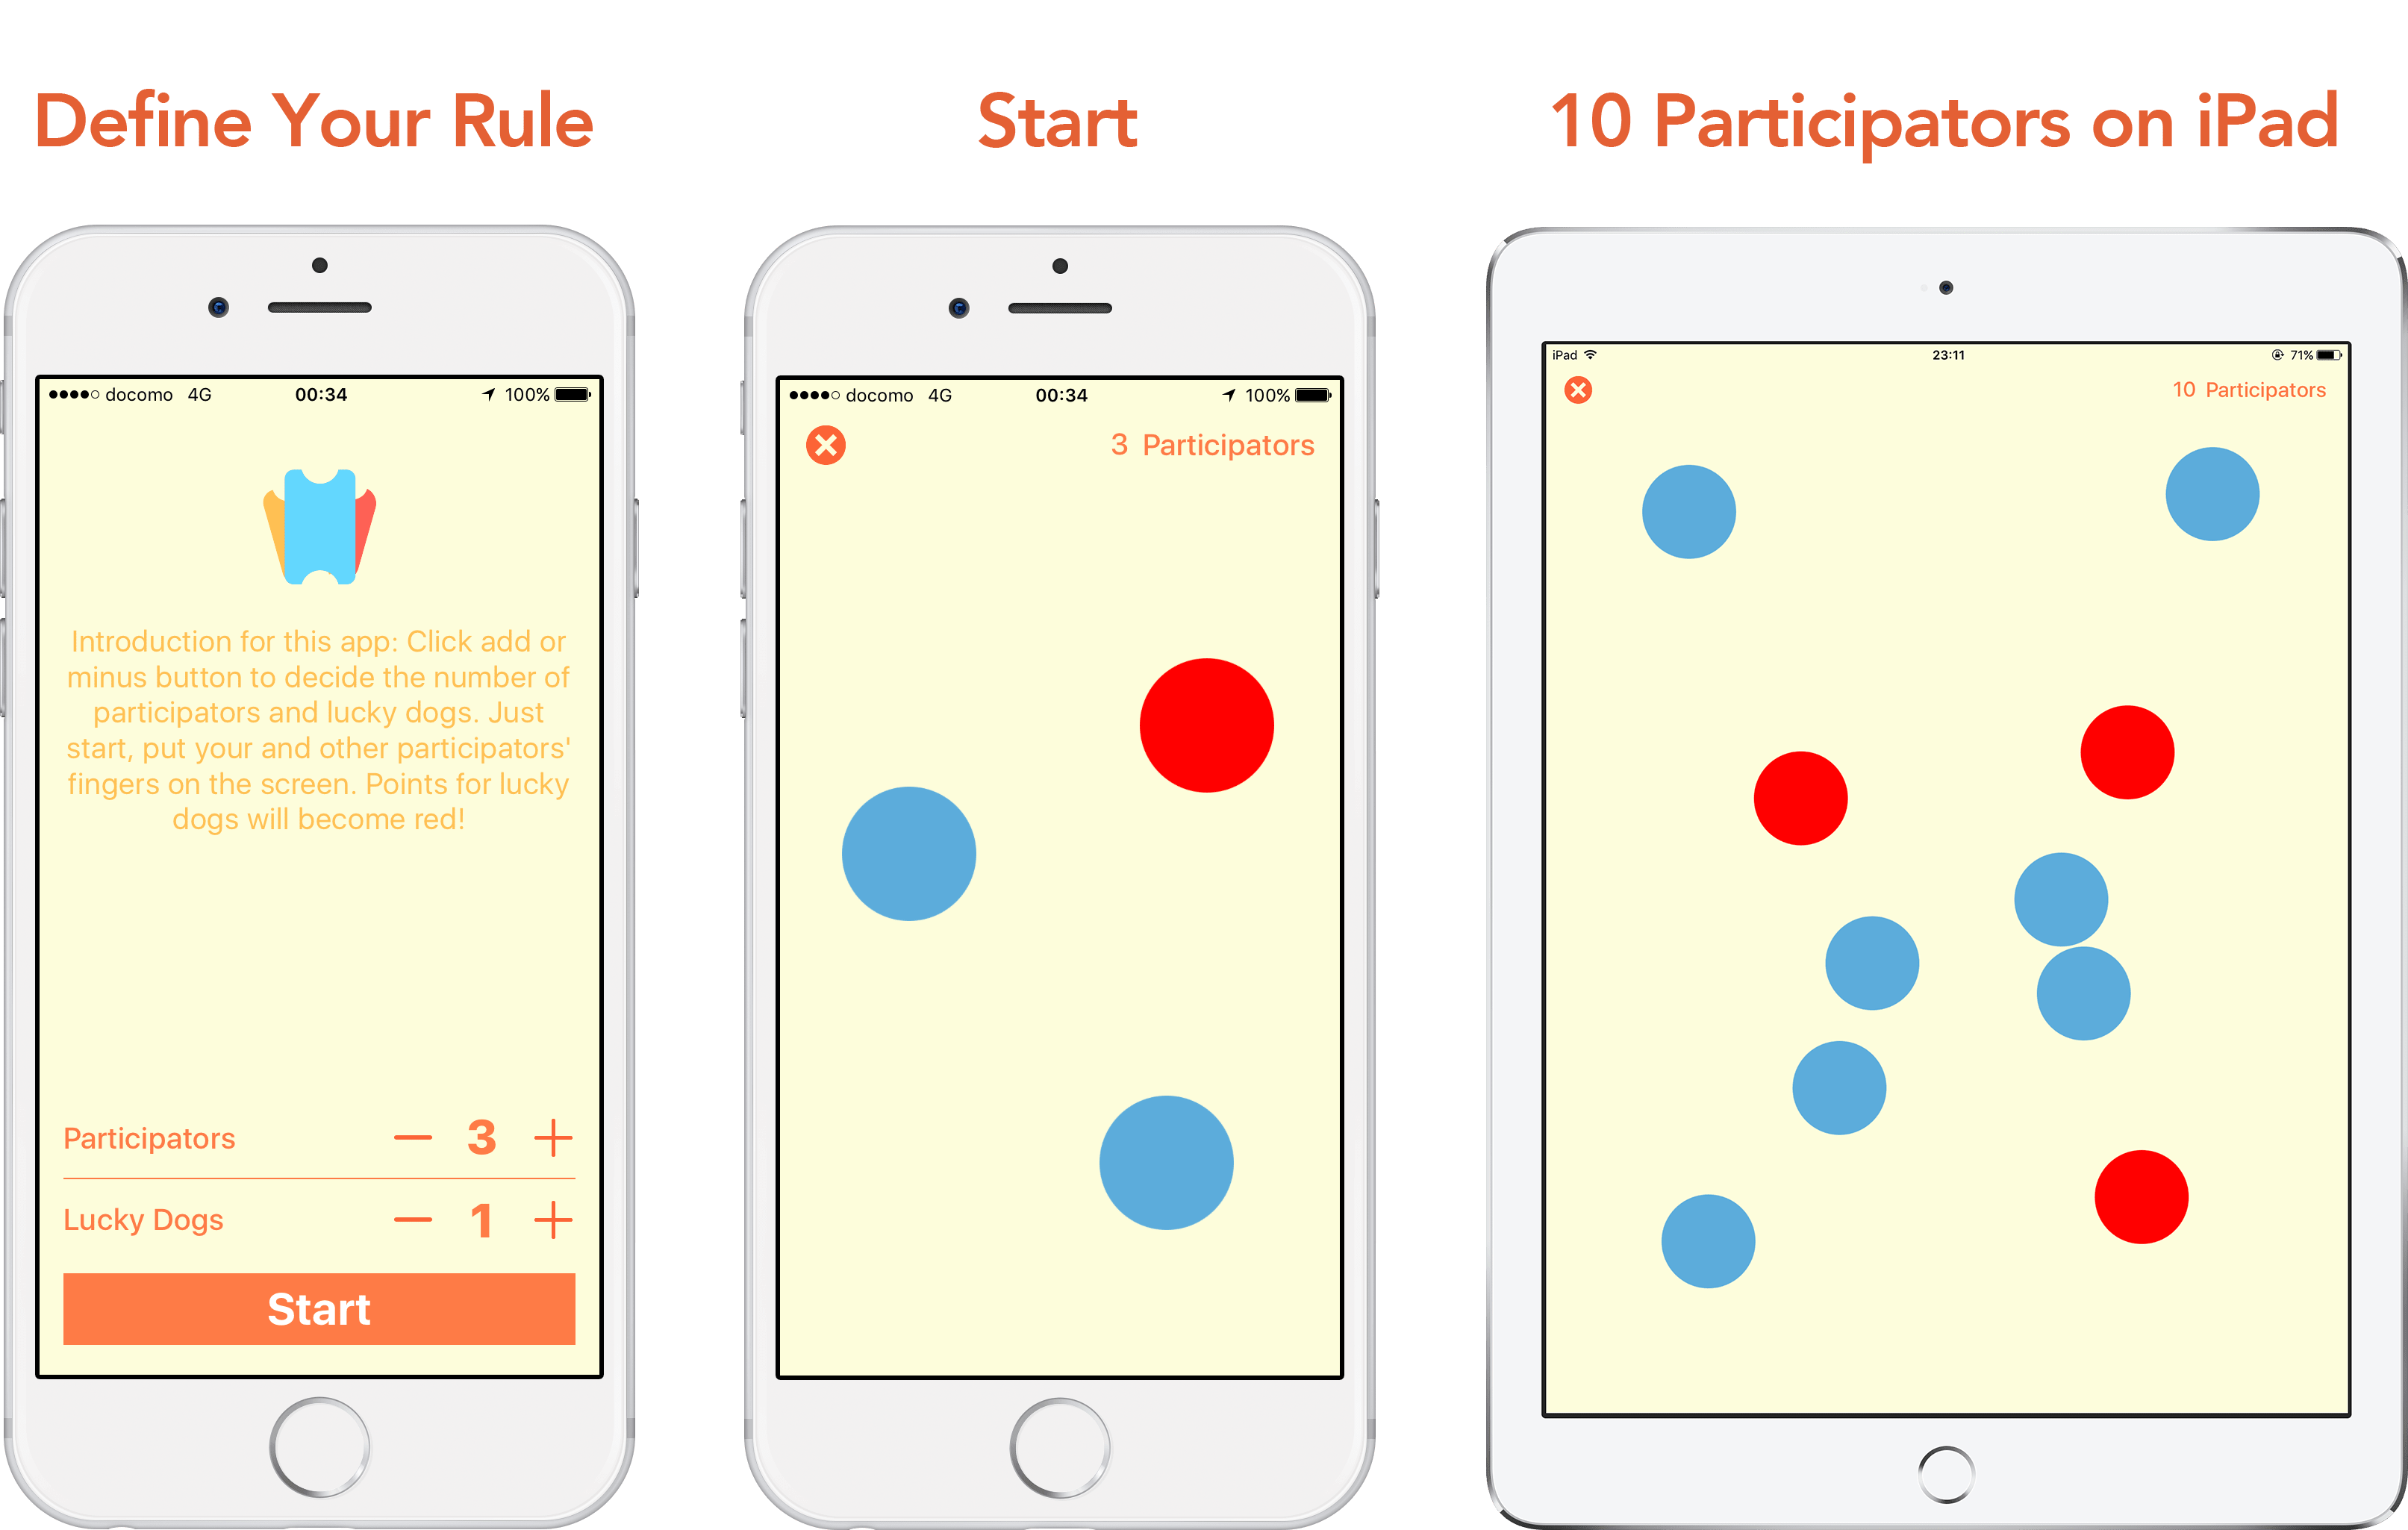 Define Your Rule
docomo 4G 00:34 100%
Introduction for this app: Click add or
minus button to decide the number of
participators and lucky dogs. Just
start, put your and other participators'
fingers on the screen. Points for lucky
dogs will become red!
Participators — 3 +
Lucky Dogs — 1 +
Start
Start
docomo 4G 00:34 100%
3 Participators
10 Participators on iPad
iPad 23:11 71%
10 Participators